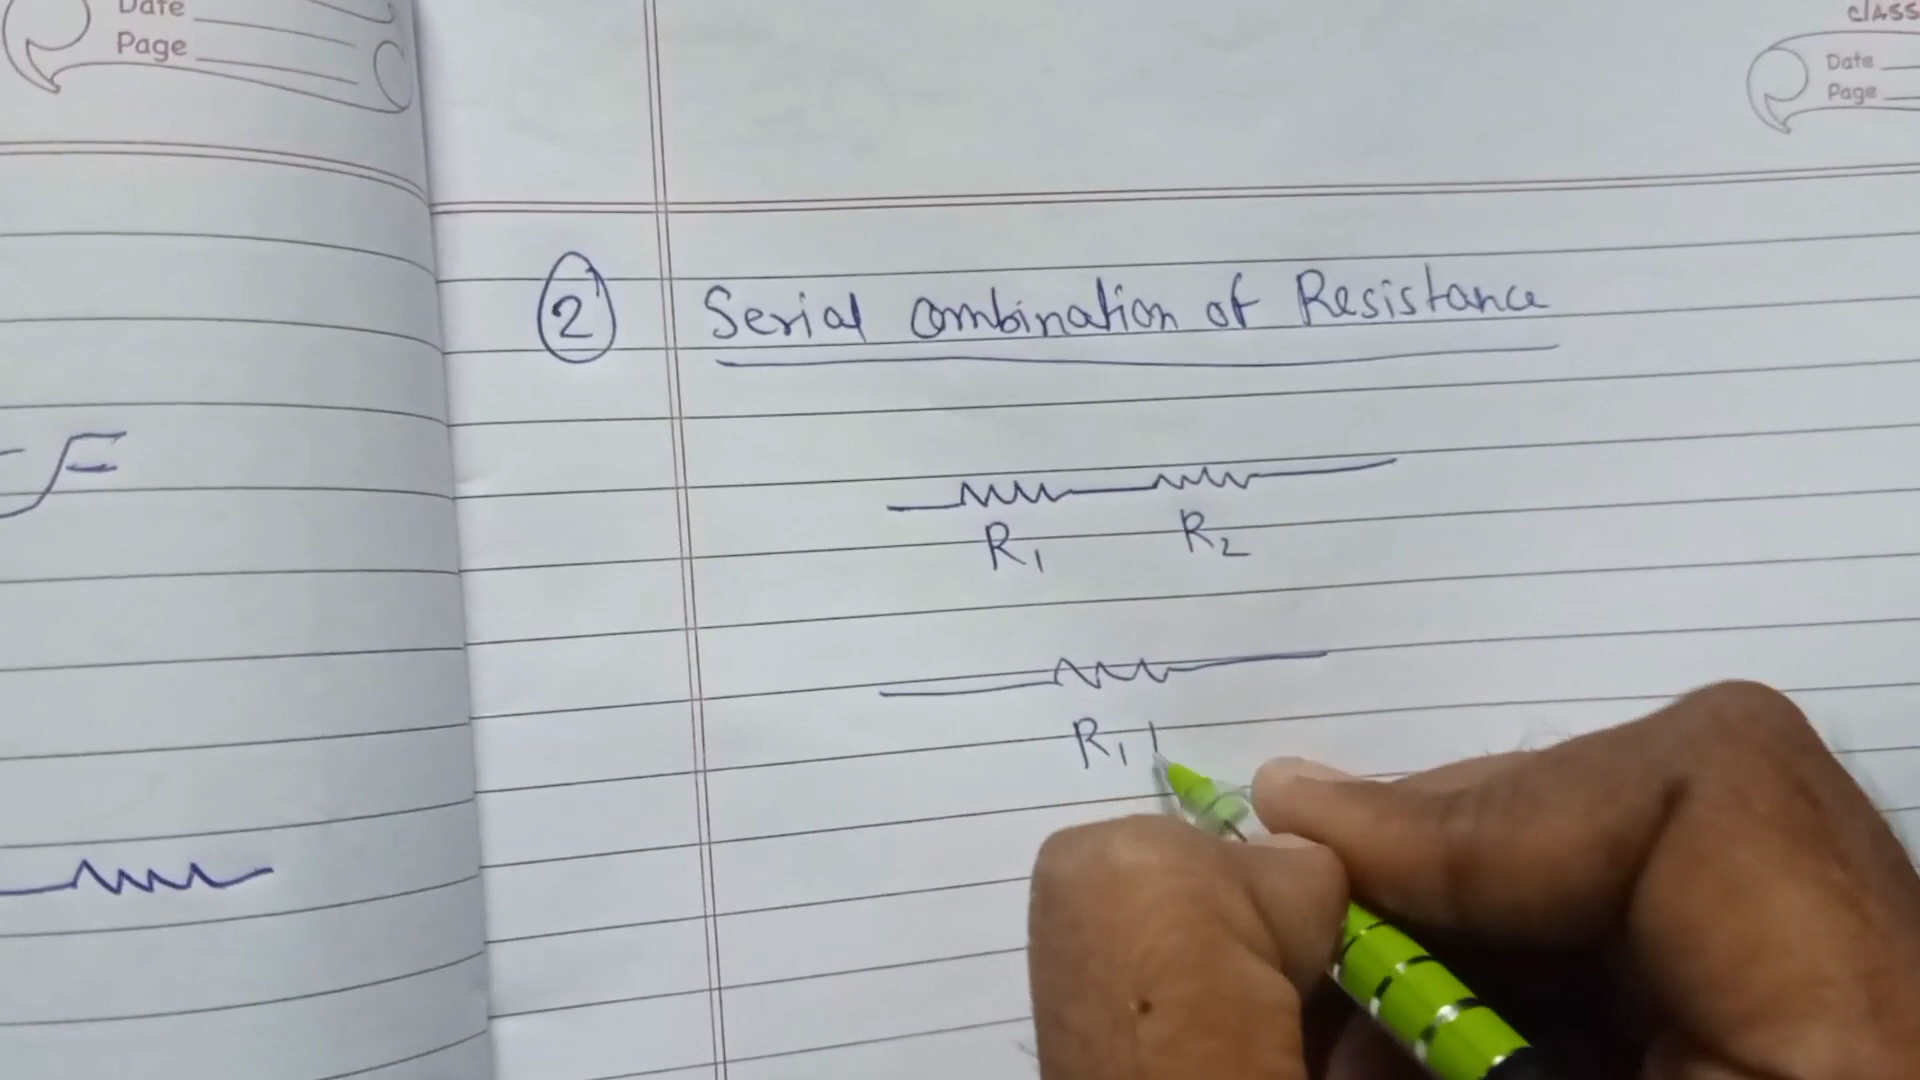 Date
Page
CLASS
Date
Page
2 Serial Combination of Resistance
R1 R2
R1